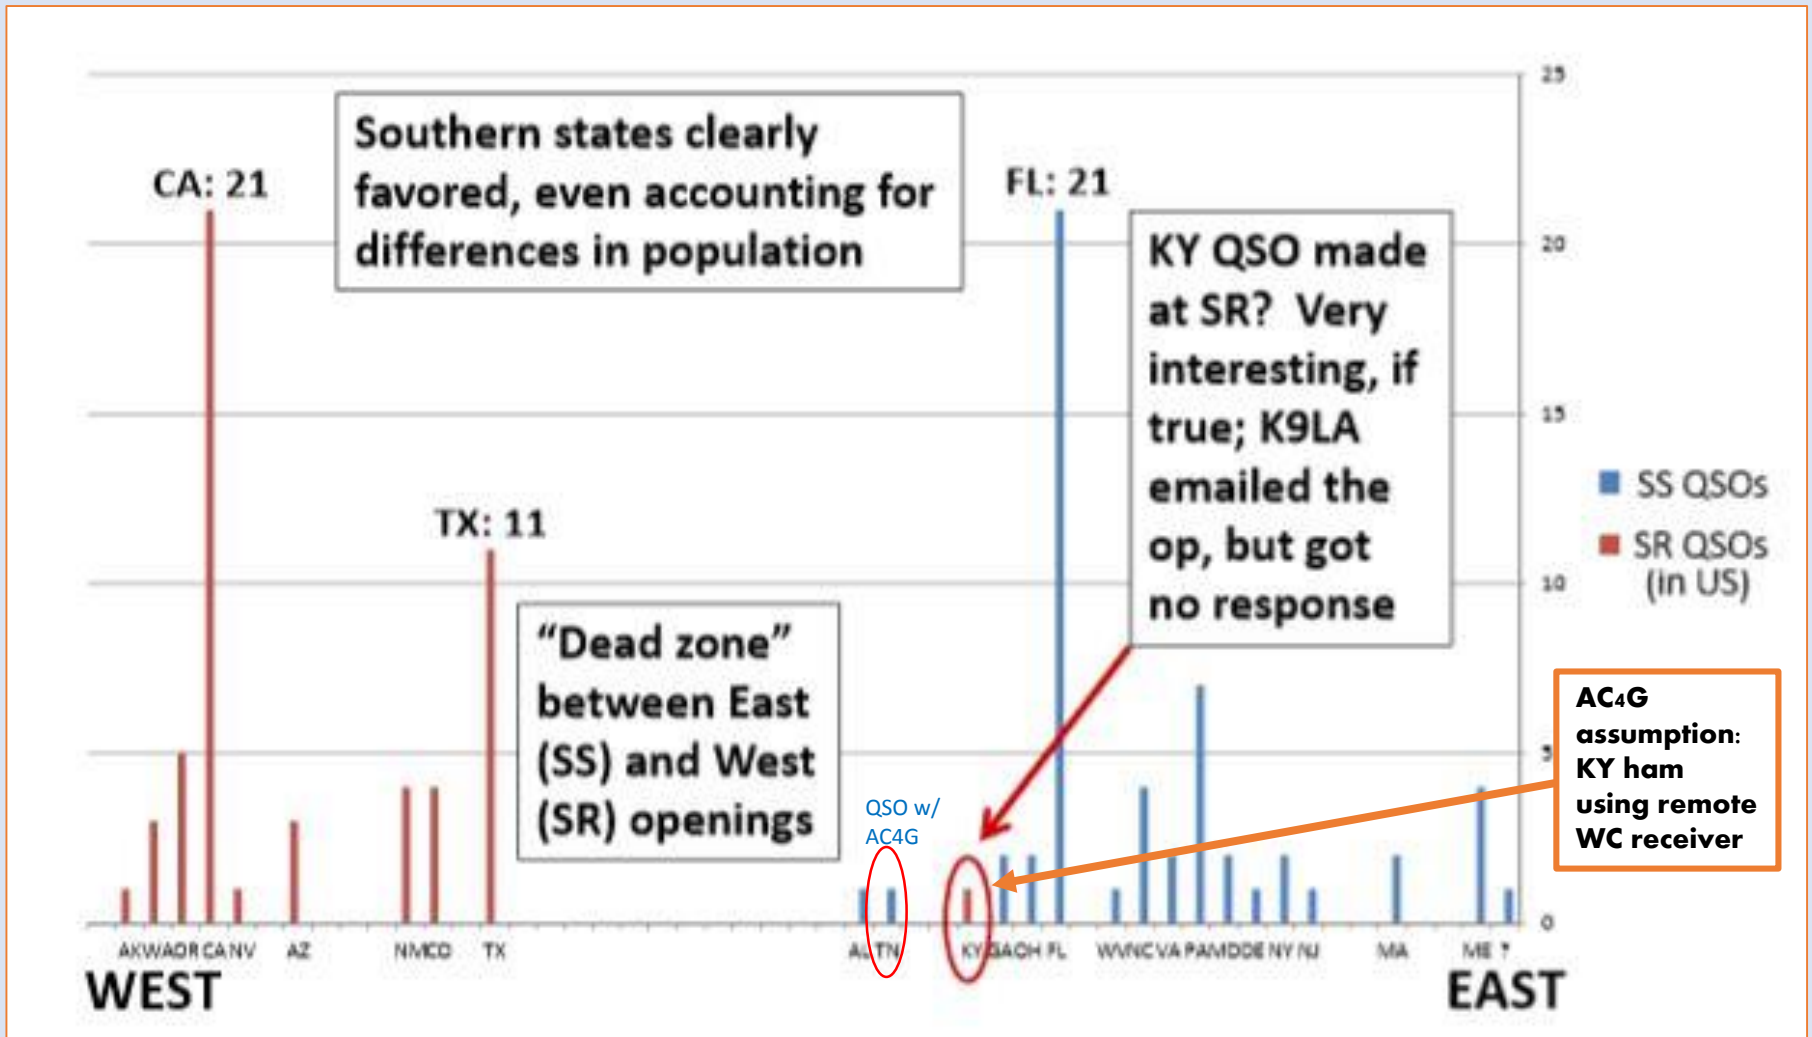 25
Southern states clearly
favored, even accounting for
differences in population
CA: 21
FL: 21
KY QSO made
at SR? Very
interesting, if
true; K9LA
emailed the
op, but got
no response
20
15
SS QSOs
SR QSOs
(in US)
TX: 11
10
"Dead zone"
between East
(SS) and West
(SR) openings
AC4G
assumption:
KY ham
using remote
WC receiver
5
QSO w/
AC4G
0
AK WA OR CA NV AZ NM CO TX AL TN KY GA OH FL WV NC VA PA MD DE NY NJ MA ME ?
WEST
EAST